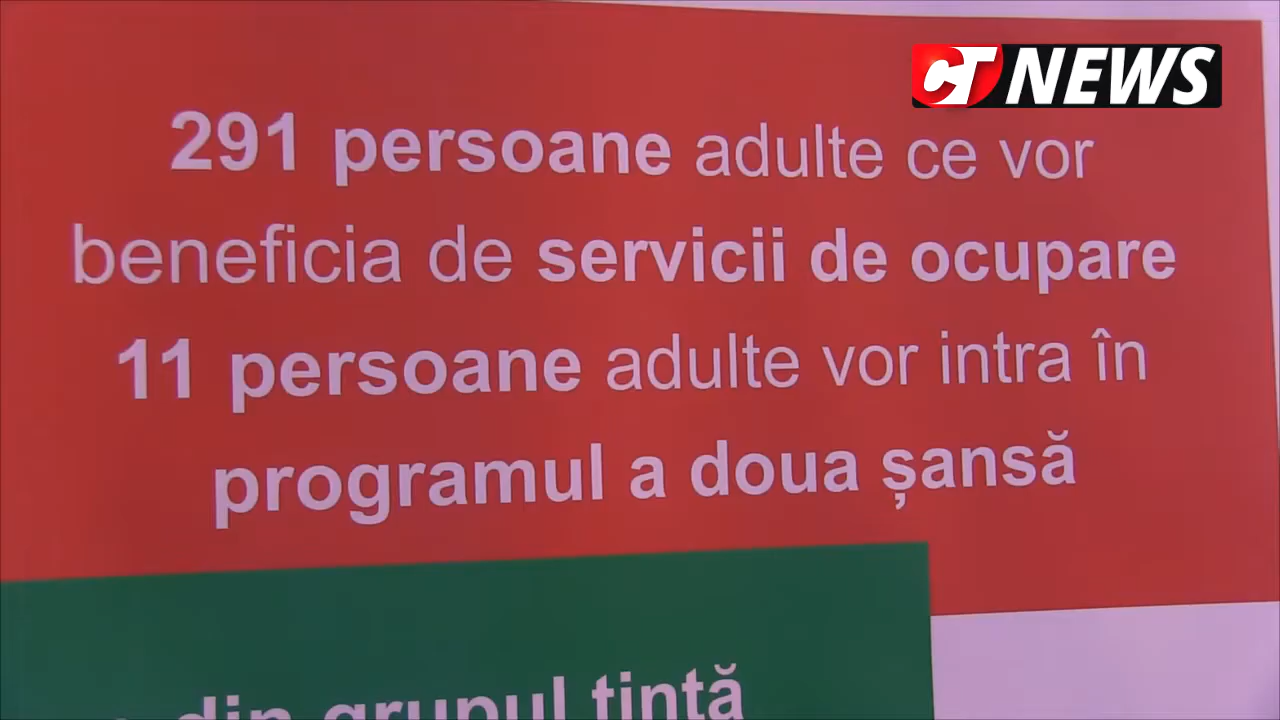 CT NEWS
291 persoane adulte ce vor
beneficia de servicii de ocupare
11 persoane adulte vor intra în
programul a doua șansă
din grupul țintă